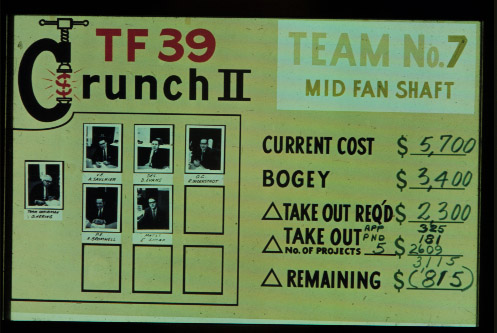 TF 39
Crunch II
TEAM No.7
MID FAN SHAFT
CURRENT COST $ 5,700
BOGEY $ 3,400
△TAKE OUT REQ'D $ 2,300
△TAKE OUT APP 325
PND 181
No. OF PROJECTS 5 $ 2609
3115
△REMAINING $ (815)
D. EVANS